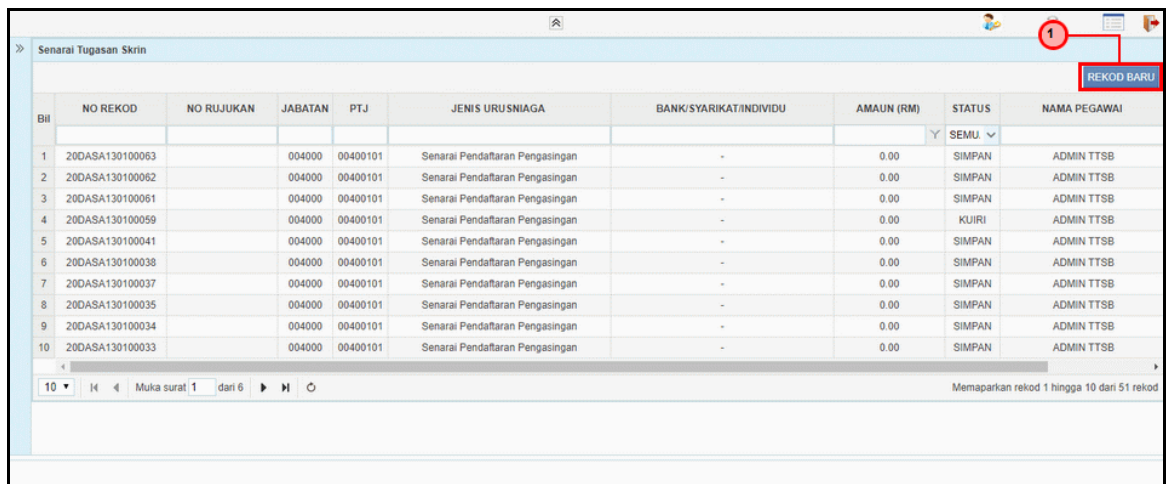 1
Senarai Tugasan Skrin
REKOD BARU
Bil NO REKOD NO RUJUKAN JABATAN PTJ JENIS URUSNIAGA BANK/SYARIKAT/INDIVIDU AMAUN (RM) STATUS NAMA PEGAWAI
SEMU
1 20DASA130100063 004000 00400101 Senarai Pendaftaran Pengasingan - 0.00 SIMPAN ADMIN TTSB
2 20DASA130100062 004000 00400101 Senarai Pendaftaran Pengasingan - 0.00 SIMPAN ADMIN TTSB
3 20DASA130100061 004000 00400101 Senarai Pendaftaran Pengasingan - 0.00 SIMPAN ADMIN TTSB
4 20DASA130100059 004000 00400101 Senarai Pendaftaran Pengasingan - 0.00 KUIRI ADMIN TTSB
5 20DASA130100041 004000 00400101 Senarai Pendaftaran Pengasingan - 0.00 SIMPAN ADMIN TTSB
6 20DASA130100038 004000 00400101 Senarai Pendaftaran Pengasingan - 0.00 SIMPAN ADMIN TTSB
7 20DASA130100037 004000 00400101 Senarai Pendaftaran Pengasingan - 0.00 SIMPAN ADMIN TTSB
8 20DASA130100035 004000 00400101 Senarai Pendaftaran Pengasingan - 0.00 SIMPAN ADMIN TTSB
9 20DASA130100034 004000 00400101 Senarai Pendaftaran Pengasingan - 0.00 SIMPAN ADMIN TTSB
10 20DASA130100033 004000 00400101 Senarai Pendaftaran Pengasingan - 0.00 SIMPAN ADMIN TTSB
10 Muka surat 1 dari 6 Memaparkan rekod 1 hingga 10 dari 51 rekod